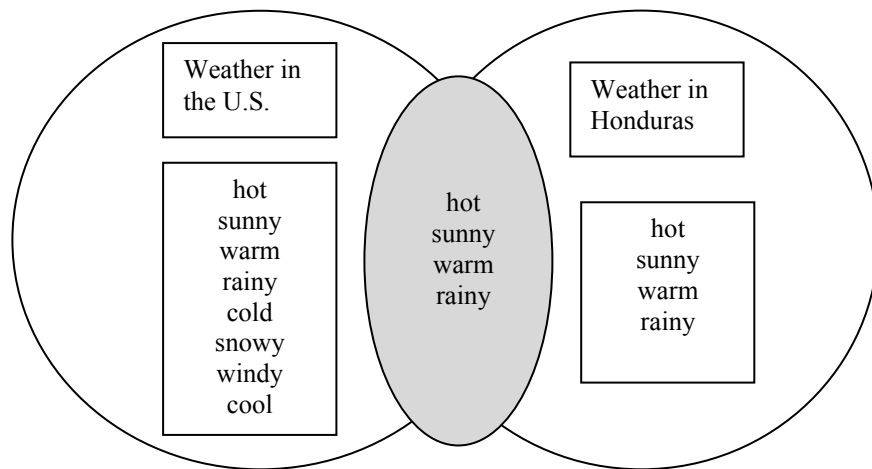 Weather in
the U.S.
hot
sunny
warm
rainy
cold
snowy
windy
cool
hot
sunny
warm
rainy
Weather in
Honduras
hot
sunny
warm
rainy